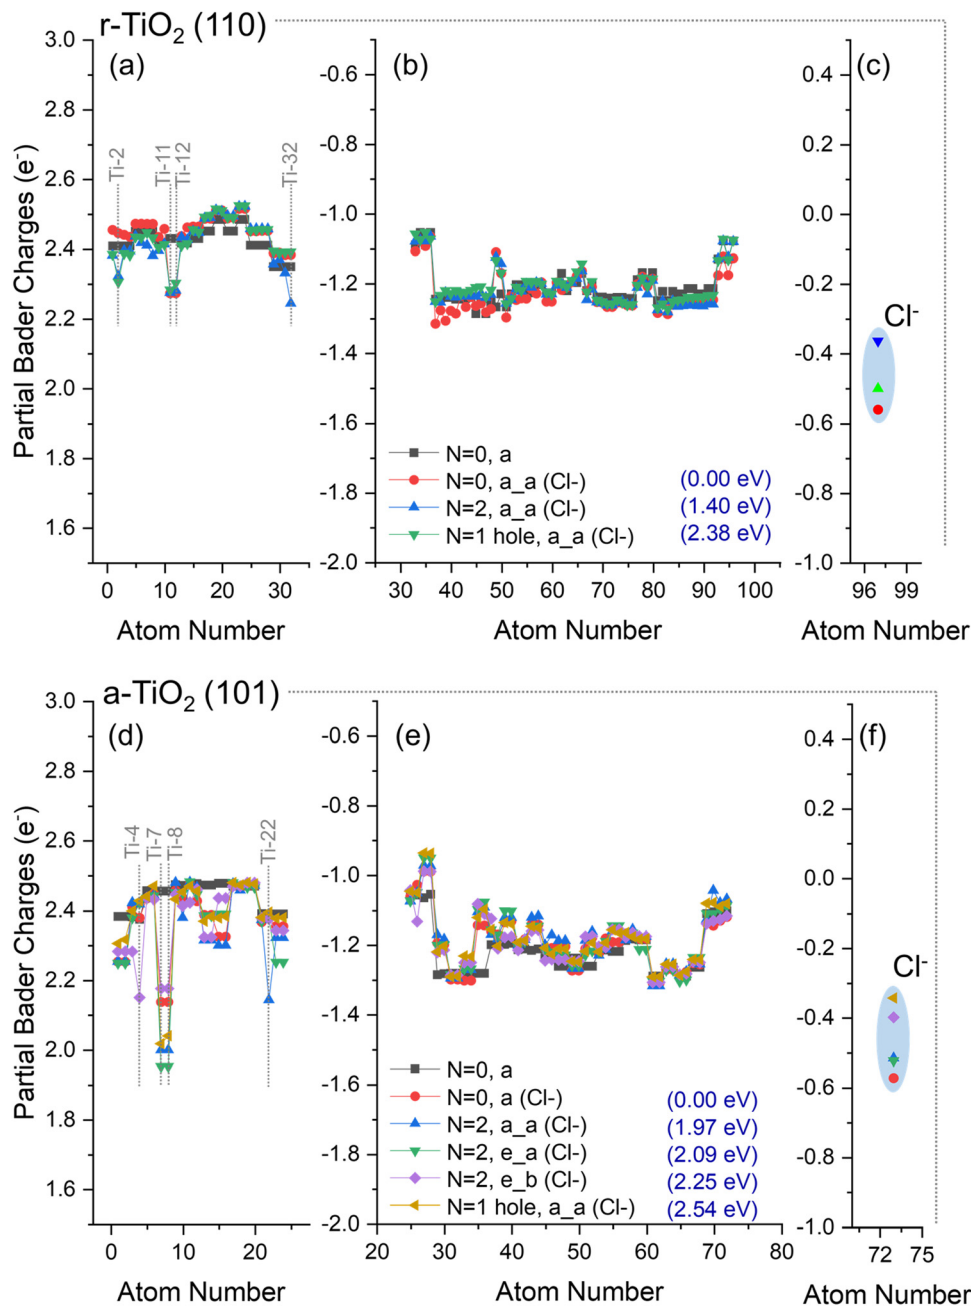 r-TiO₂ (110)
(a)
(b)
(c)
3.0
2.8
2.6
2.4
2.2
2.0
1.8
1.6
Partial Bader Charges (e⁻)
Ti-2
Ti-11
Ti-12
Ti-32
0 10 20 30
Atom Number
-0.6
-0.8
-1.0
-1.2
-1.4
-1.6
-1.8
-2.0
N=0, a
N=0, a_a (Cl-) (0.00 eV)
N=2, a_a (Cl-) (1.40 eV)
N=1 hole, a_a (Cl-) (2.38 eV)
30 40 50 60 70 80 90 100
Atom Number
0.4
0.2
0.0
-0.2
-0.4
-0.6
-0.8
-1.0
Cl⁻
96 99
Atom Number
a-TiO₂ (101)
(d)
(e)
(f)
3.0
2.8
2.6
2.4
2.2
2.0
1.8
1.6
Partial Bader Charges (e⁻)
Ti-4
Ti-7
Ti-8
Ti-22
0 10 20
Atom Number
-0.6
-0.8
-1.0
-1.2
-1.4
-1.6
-1.8
-2.0
N=0, a
N=0, a (Cl-) (0.00 eV)
N=2, a_a (Cl-) (1.97 eV)
N=2, e_a (Cl-) (2.09 eV)
N=2, e_b (Cl-) (2.25 eV)
N=1 hole, a_a (Cl-) (2.54 eV)
20 30 40 50 60 70 80
Atom Number
0.4
0.2
0.0
-0.2
-0.4
-0.6
-0.8
-1.0
Cl⁻
72 75
Atom Number